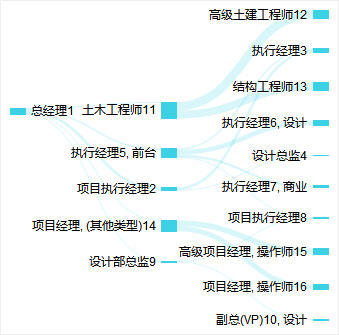 高级土建工程师12
执行经理3
结构工程师13
总经理1
土木工程师11
执行经理6, 设计
执行经理5, 前台
设计总监4
项目执行经理2
执行经理7, 商业
项目执行经理8
项目经理, (其他类型)14
高级项目经理, 操作师15
设计部总监9
项目经理, 操作师16
副总(VP)10, 设计